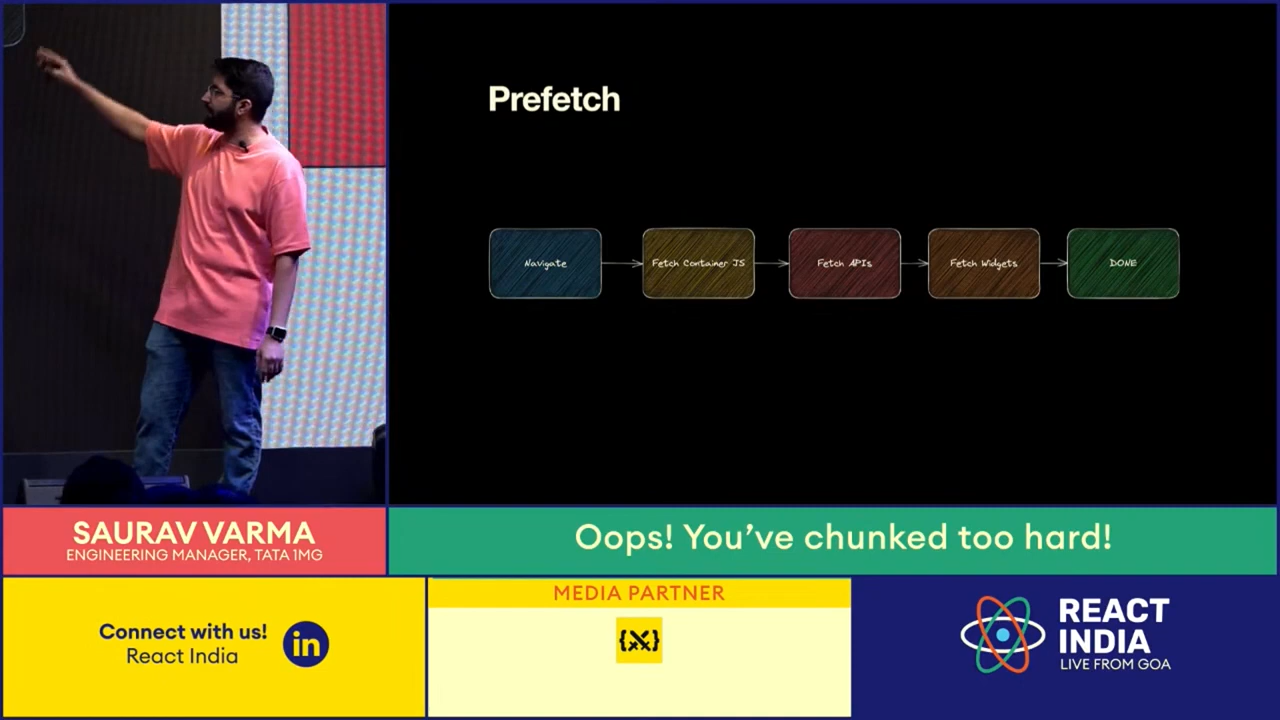 Prefetch
Navigate
Fetch Container JS
Fetch APIs
Fetch Widgets
DONE
SAURAV VARMA
ENGINEERING MANAGER, TATA 1MG
Oops! You've chunked too hard!
Connect with us!
React India
in
MEDIA PARTNER
{X}
REACT
INDIA
LIVE FROM GOA